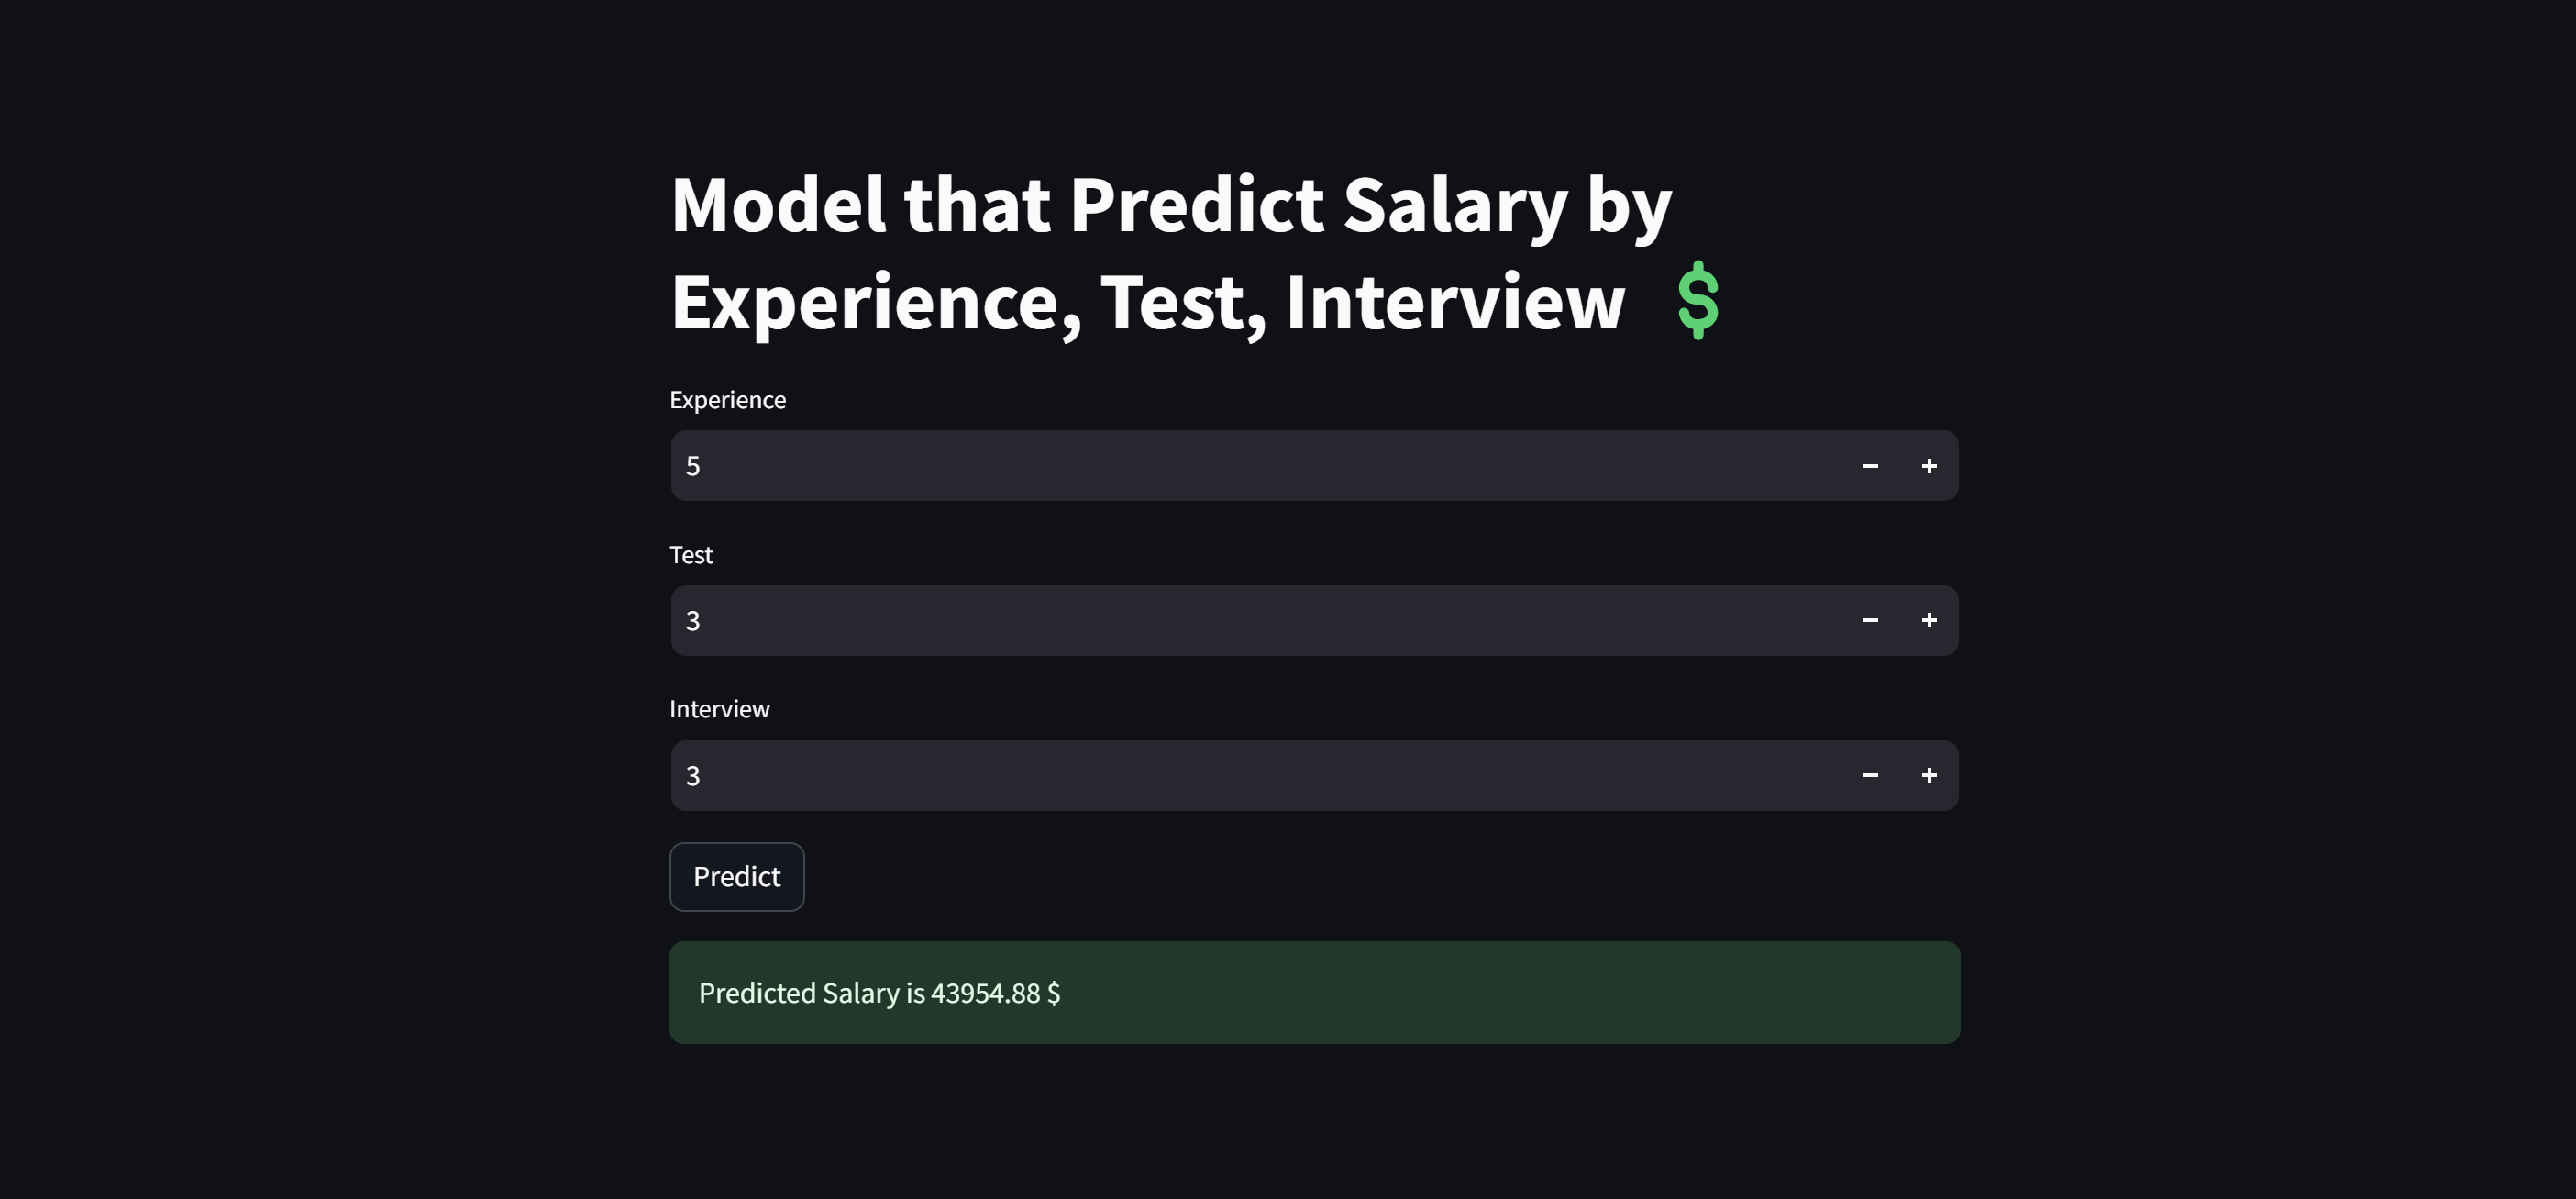 Model that Predict Salary by
Experience, Test, Interview 💲
Experience
5
Test
3
Interview
3
Predict
Predicted Salary is 43954.88 $